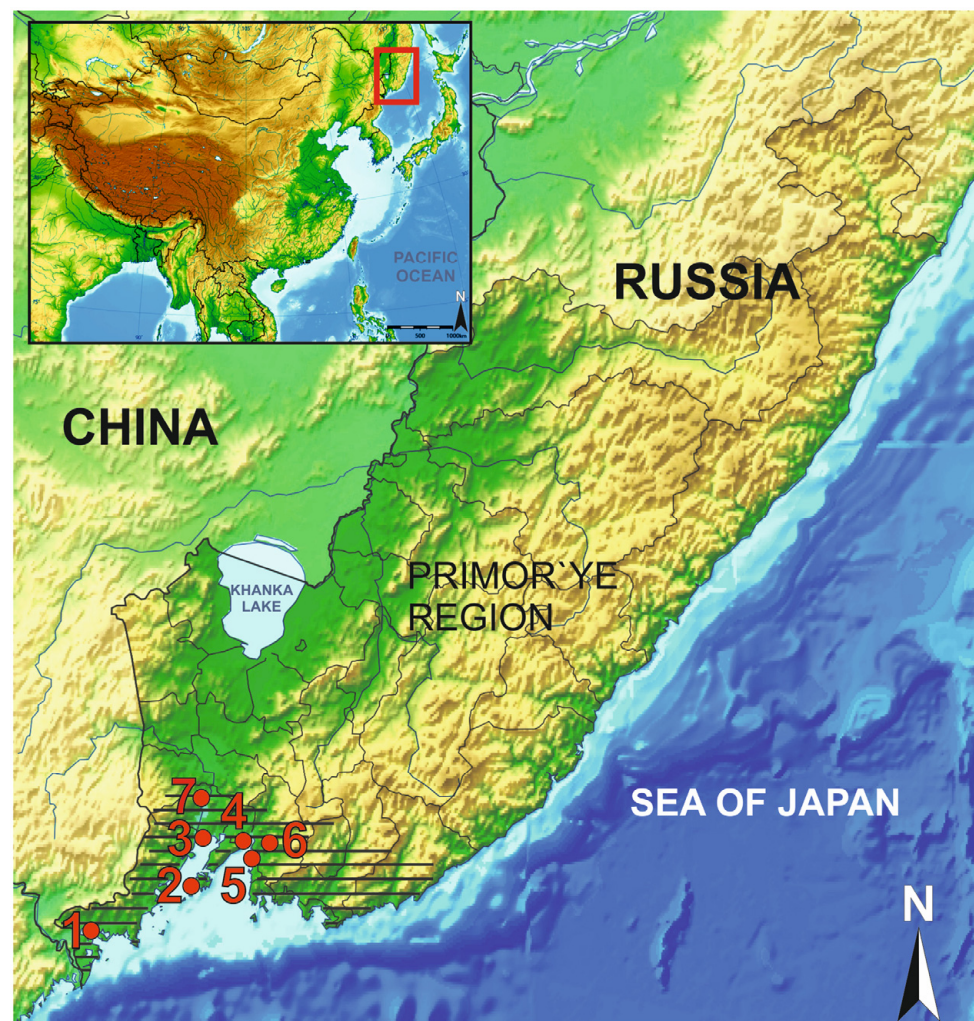 PACIFIC
OCEAN
N
500
1000km
RUSSIA
CHINA
KHANKA
LAKE
PRIMOR`YE
REGION
7
4
3
6
2
5
1
SEA OF JAPAN
N